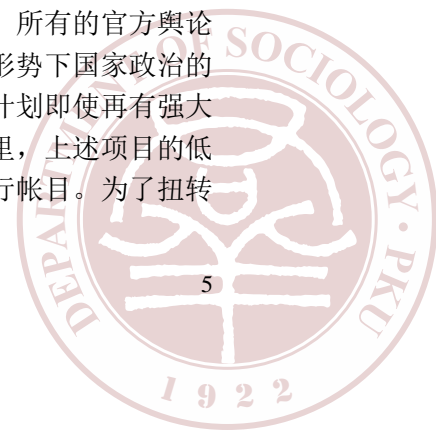 所有的官方舆论
形势下国家政治的
计划即使再有强大
里，上述项目的低
行帐目。为了扭转
5
DEPARTMENT OF SOCIOLOGY · PKU
1922